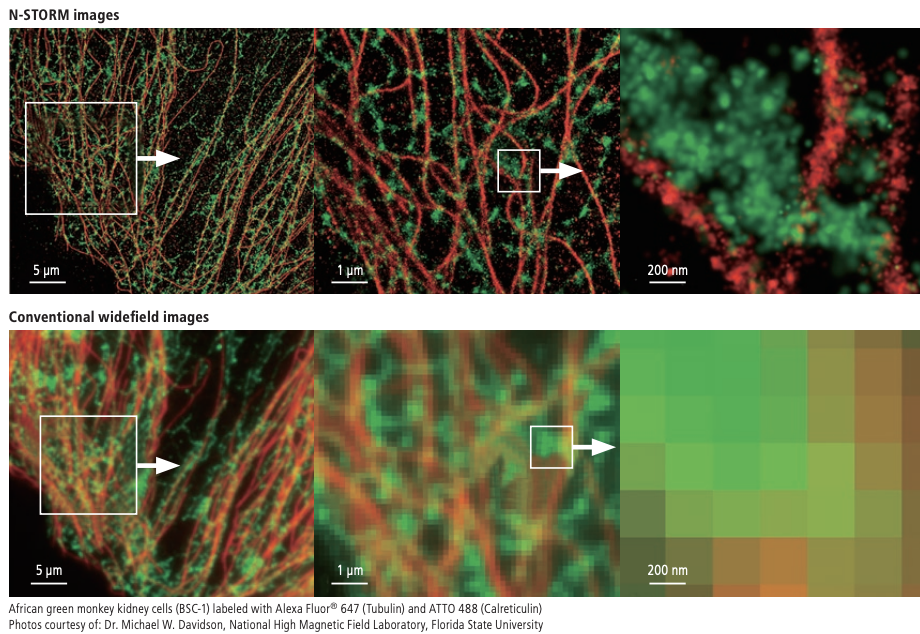 N-STORM images
5 µm
1 µm
200 nm
Conventional widefield images
5 µm
1 µm
200 nm
African green monkey kidney cells (BSC-1) labeled with Alexa Fluor® 647 (Tubulin) and ATTO 488 (Calreticulin)
Photos courtesy of: Dr. Michael W. Davidson, National High Magnetic Field Laboratory, Florida State University